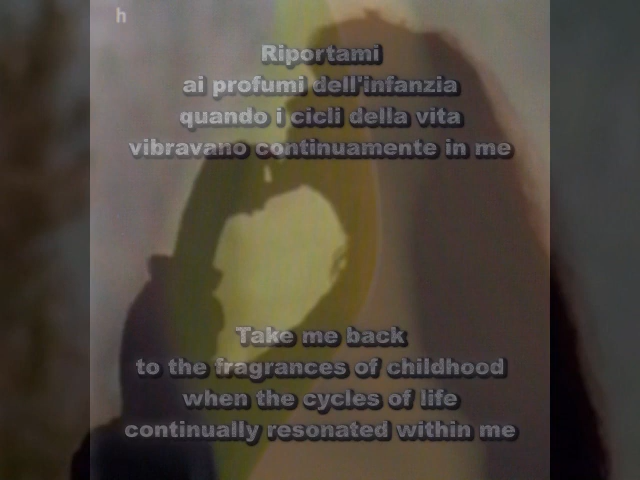 h
Riportami
ai profumi dell'infanzia
quando i cicli della vita
vibravano continuamente in me
Take me back
to the fragrances of childhood
when the cycles of life
continually resonated within me